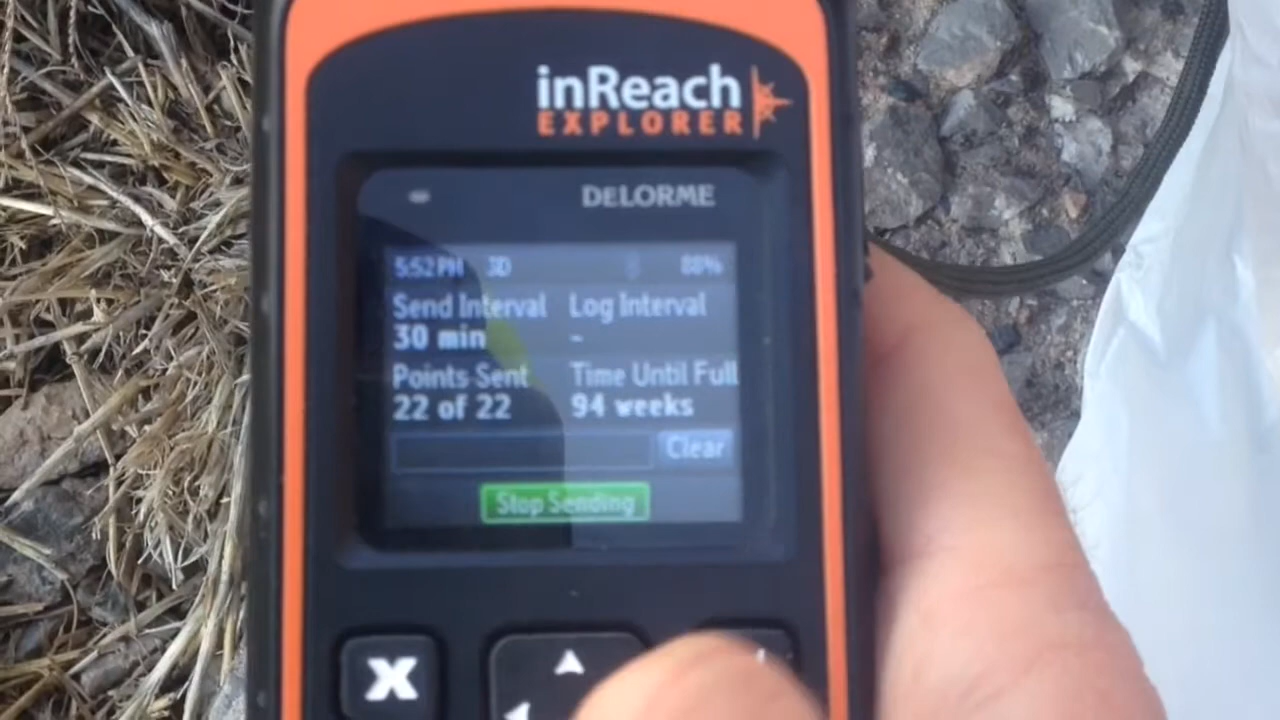 inReach
EXPLORER
DELORME
5:52 PM 3D 88%
Send Interval Log Interval
30 min -
Points Sent Time Until Full
22 of 22 94 weeks
Clear
Stop Sending
X